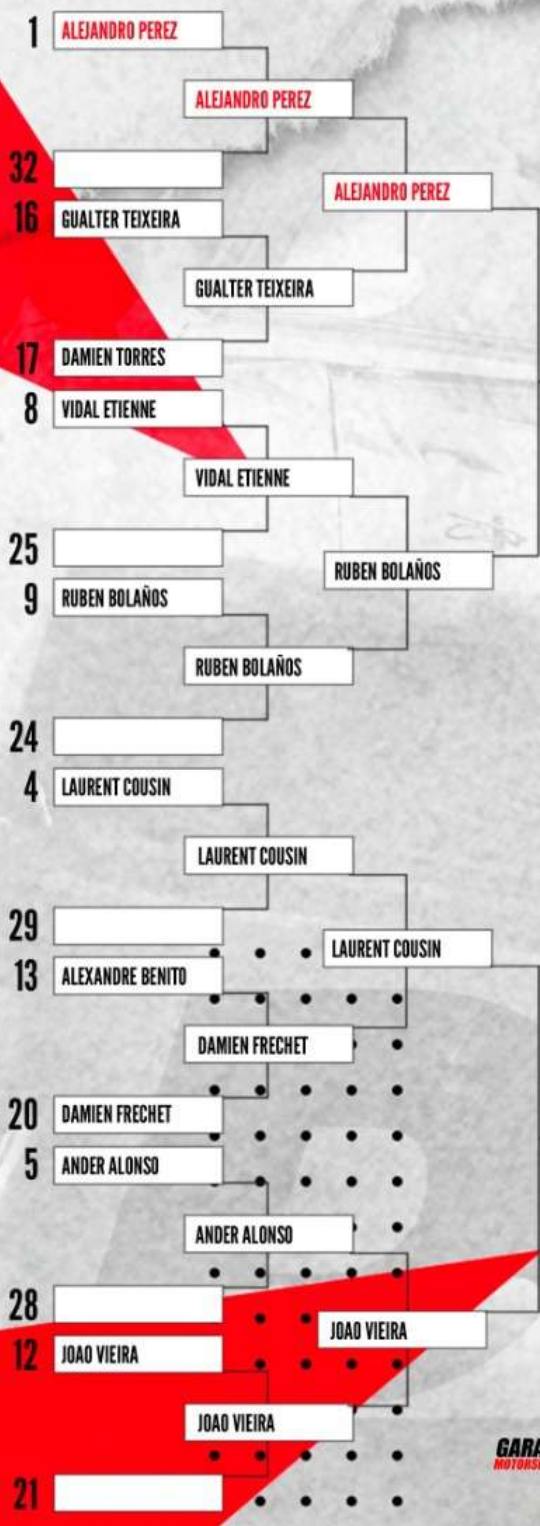 1 ALEJANDRO PEREZ
ALEJANDRO PEREZ
32
ALEJANDRO PEREZ
16 GUALTER TEIXEIRA
GUALTER TEIXEIRA
17 DAMIEN TORRES
8 VIDAL ETIENNE
VIDAL ETIENNE
25
RUBEN BOLAÑOS
9 RUBEN BOLAÑOS
RUBEN BOLAÑOS
24
4 LAURENT COUSIN
LAURENT COUSIN
29
LAURENT COUSIN
13 ALEXANDRE BENITO
DAMIEN FRECHET
20 DAMIEN FRECHET
5 ANDER ALONSO
ANDER ALONSO
28
JOAO VIEIRA
12 JOAO VIEIRA
JOAO VIEIRA
21